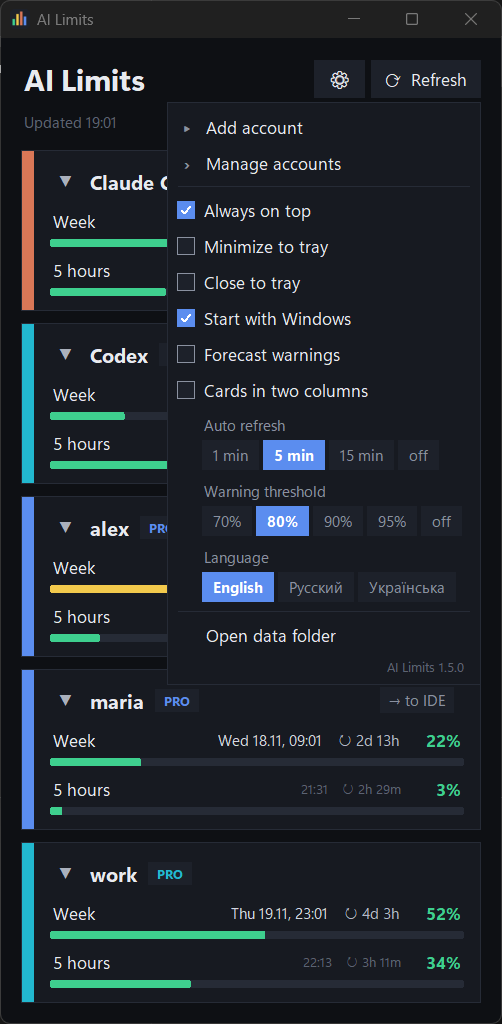 AI Limits
AI Limits
Refresh
Updated 19:01
Add account
Manage accounts
Always on top
Minimize to tray
Close to tray
Start with Windows
Forecast warnings
Cards in two columns
Auto refresh
1 min 5 min 15 min off
Warning threshold
70% 80% 90% 95% off
Language
English Русский Українська
Open data folder
AI Limits 1.5.0
Claude
Week
5 hours
Codex
Week
5 hours
alex
Week
5 hours
maria PRO → to IDE
Week Wed 18.11, 09:01 ↻ 2d 13h 22%
5 hours 21:31 ↻ 2h 29m 3%
work PRO
Week Thu 19.11, 23:01 ↻ 4d 3h 52%
5 hours 22:13 ↻ 3h 11m 34%